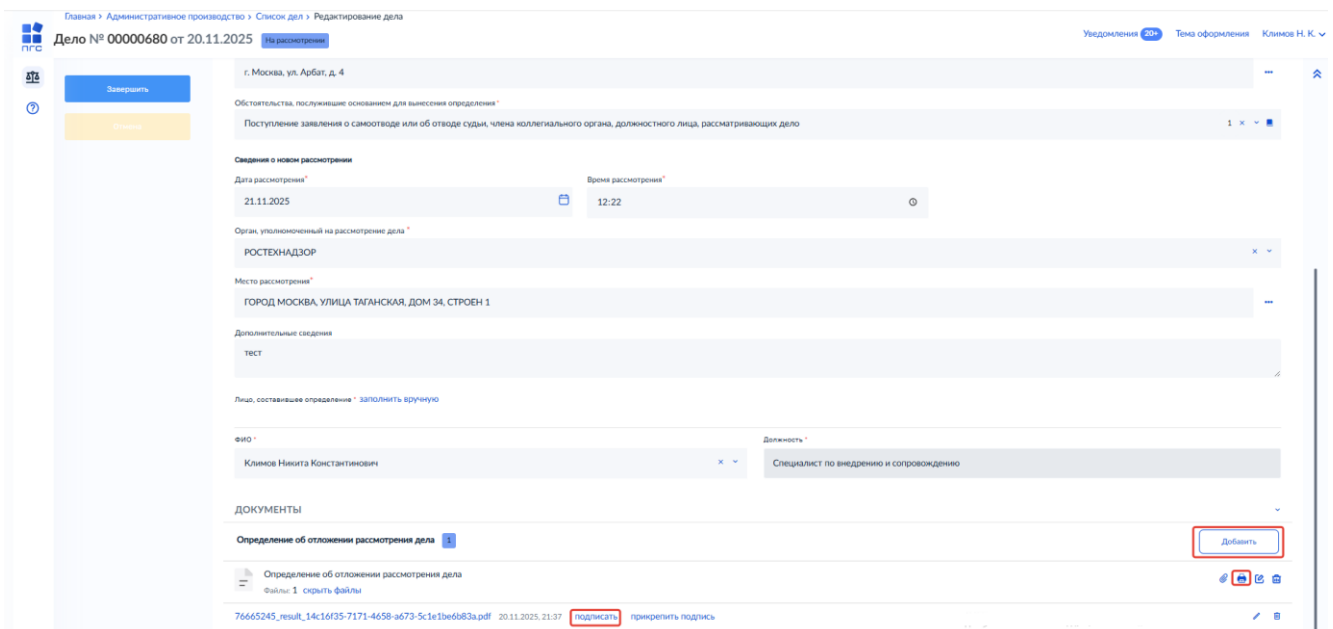 Главная › Административное производство › Список дел › Редактирование дела
пгс
Дело № 00000680 от 20.11.2025 На рассмотрении
Уведомления 20+ Тема оформления Климов Н. К.
Завершить
Отмена
г. Москва, ул. Арбат, д. 4
Обстоятельства, послужившие основанием для вынесения определения *
Поступление заявления о самоотводе или об отводе судьи, члена коллегиального органа, должностного лица, рассматривающих дело 1 ×
Сведения о новом рассмотрении
Дата рассмотрения* Время рассмотрения*
21.11.2025 12:22
Орган, уполномоченный на рассмотрение дела *
РОСТЕХНАДЗОР ×
Место рассмотрения*
ГОРОД МОСКВА, УЛИЦА ТАГАНСКАЯ, ДОМ 34, СТРОЕН 1
Дополнительные сведения
тест
Лицо, составившее определение * заполнить вручную
ФИО * Должность *
Климов Никита Константинович × Специалист по внедрению и сопровождению
ДОКУМЕНТЫ
Определение об отложении рассмотрения дела 1 Добавить
Определение об отложении рассмотрения дела
Файлы: 1 скрыть файлы
76665245_result_14c16f35-7171-4658-a673-5c1e1be6b83a.pdf 20.11.2025, 21:37 подписать прикрепить подпись